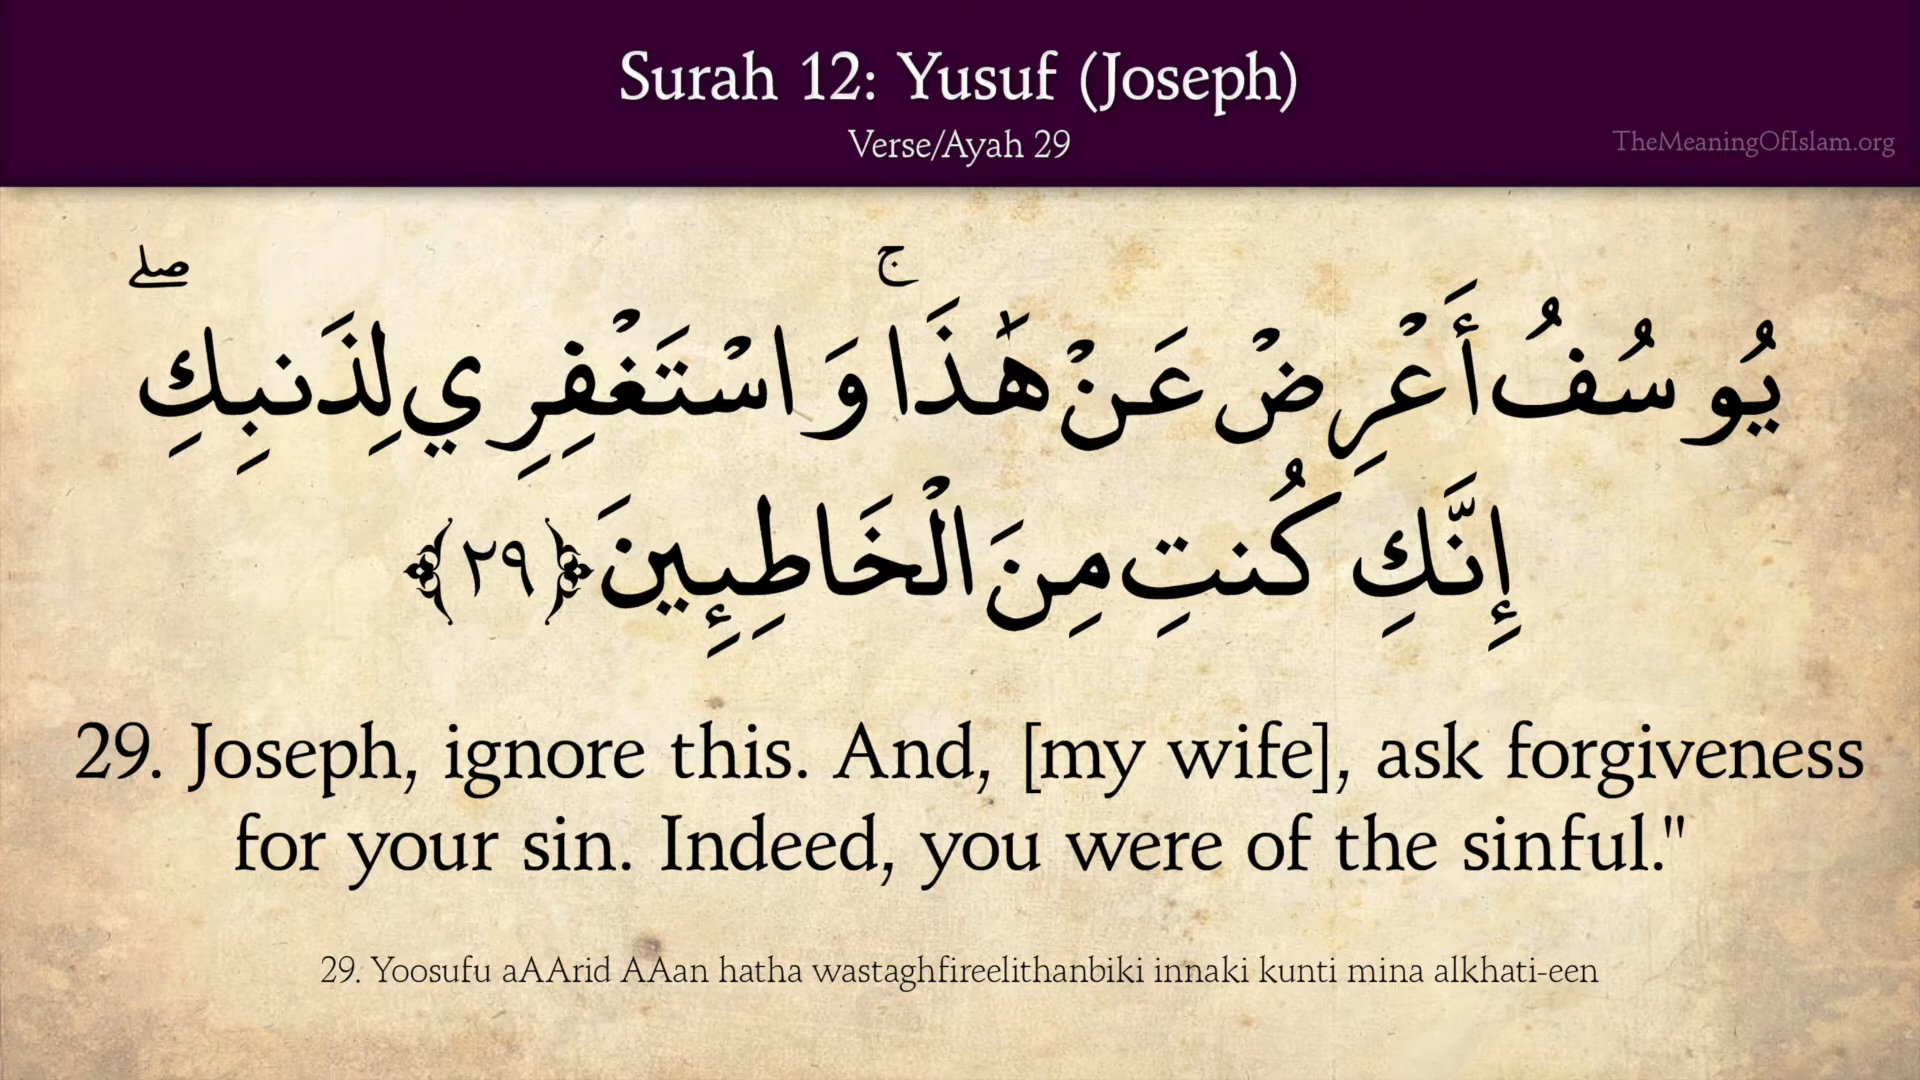 Surah 12: Yusuf (Joseph)
Verse/Ayah 29
TheMeaningOfIslam.org
يُوسُفُ أَعْرِضْ عَنْ هَٰذَا ۚ وَاسْتَغْفِرِي لِذَنبِكِ ۖ
إِنَّكِ كُنتِ مِنَ الْخَاطِئِينَ ﴿٢٩﴾
29. Joseph, ignore this. And, [my wife], ask forgiveness
for your sin. Indeed, you were of the sinful."
29. Yoosufu aAArid AAan hatha wastaghfireelithanbiki innaki kunti mina alkhati-een